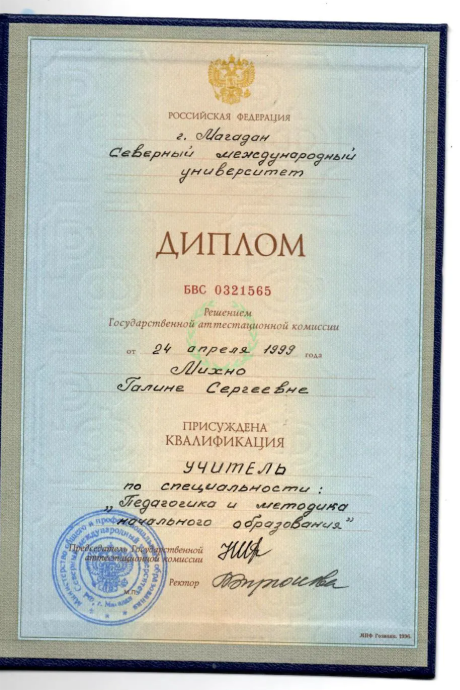 РОССИЙСКАЯ ФЕДЕРАЦИЯ
г. Магадан
Северный международный
университет
ДИПЛОМ
БВС 0321565
Решением
Государственной аттестационной комиссии
от 24 апреля 1999 года
Михно
Галине Сергеевне
ПРИСУЖДЕНА
КВАЛИФИКАЦИЯ
УЧИТЕЛЬ
по специальности:
„Педагогика и методика
начального образования"
Председатель Государственной
аттестационной комиссии
Ректор
М.П.